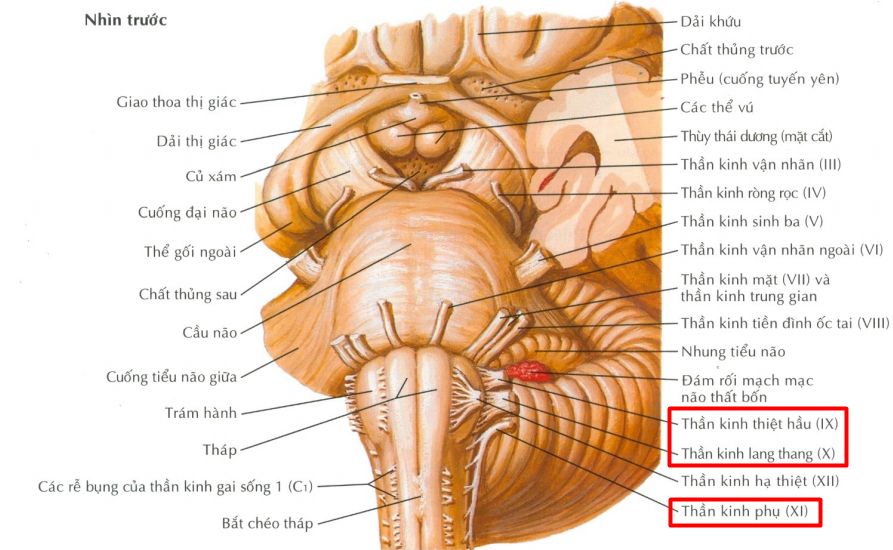 Nhìn trước
Giao thoa thị giác
Dải thị giác
Củ xám
Cuống đại não
Thể gối ngoài
Chất thủng sau
Cầu não
Cuống tiểu não giữa
Trám hành
Tháp
Các rễ bụng của thần kinh gai sống 1 (C1)
Bắt chéo tháp
Dải khứu
Chất thủng trước
Phễu (cuống tuyến yên)
Các thể vú
Thùy thái dương (mặt cắt)
Thần kinh vận nhãn (III)
Thần kinh ròng rọc (IV)
Thần kinh sinh ba (V)
Thần kinh vận nhãn ngoài (VI)
Thần kinh mặt (VII) và
thần kinh trung gian
Thần kinh tiền đình ốc tai (VIII)
Nhung tiểu não
Đám rối mạch mạc
não thất bốn
Thần kinh thiệt hầu (IX)
Thần kinh lang thang (X)
Thần kinh hạ thiệt (XII)
Thần kinh phụ (XI)